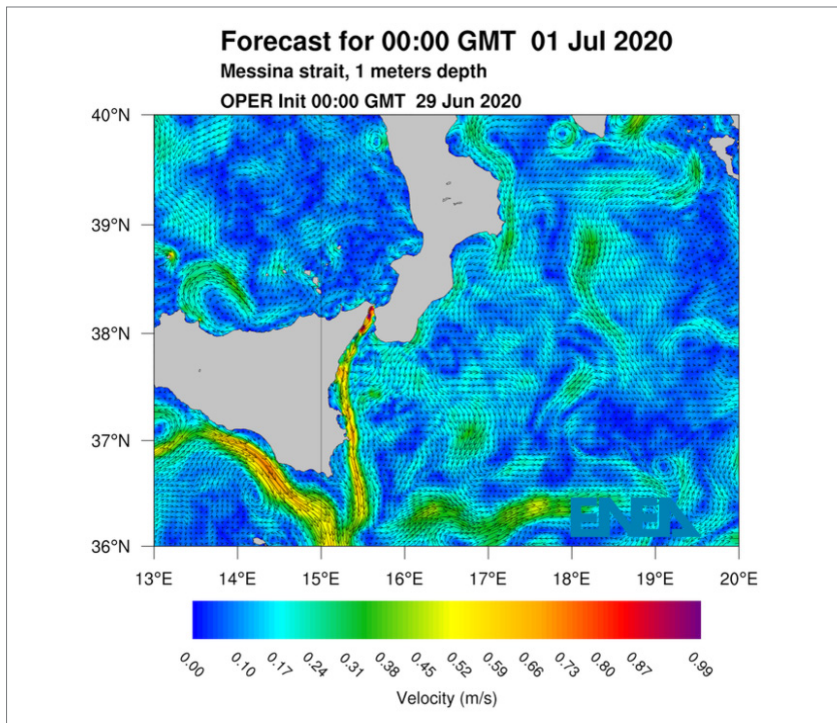 Forecast for 00:00 GMT 01 Jul 2020
Messina strait, 1 meters depth
OPER Init 00:00 GMT 29 Jun 2020
40°N
39°N
38°N
37°N
36°N
ENEA
13°E 14°E 15°E 16°E 17°E 18°E 19°E 20°E
0.00 0.10 0.17 0.24 0.31 0.38 0.45 0.52 0.59 0.66 0.73 0.80 0.87 0.99
Velocity (m/s)